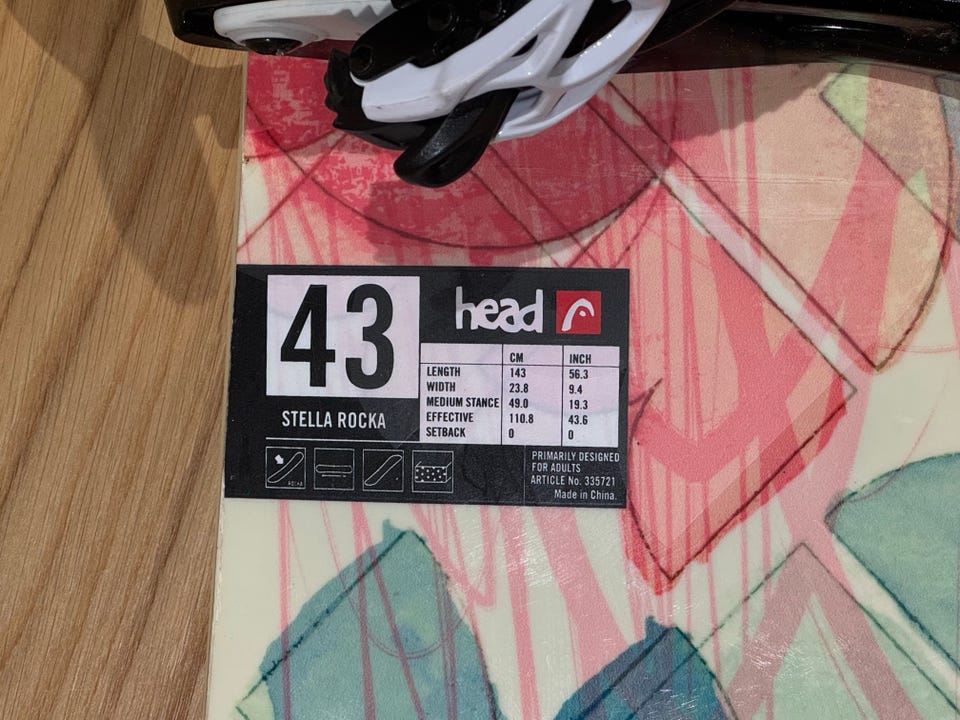 43
STELLA ROCKA
head
CM INCH
LENGTH 143 56.3
WIDTH 23.8 9.4
MEDIUM STANCE 49.0 19.3
EFFECTIVE 110.8 43.6
SETBACK 0 0
ROCKA
PRIMARILY DESIGNED
FOR ADULTS
ARTICLE No. 335721
Made in China.